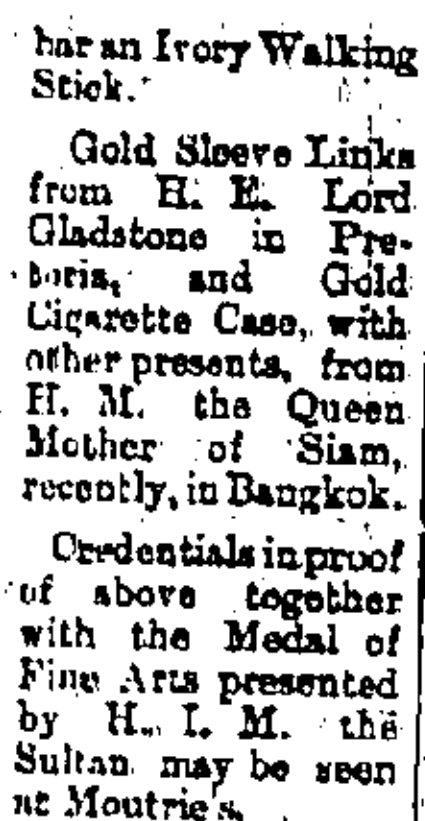 har an Ivory Walking
Stick.
Gold Sleeve Links
from H. E. Lord
Gladstone in Pre-
toria, and Gold
Cigarette Case, with
other presents, from
H. M. the Queen
Mother of Siam,
recently, in Bangkok.
Credentials in proof
of above together
with the Medal of
Fine Arts presented
by H. I. M. the
Sultan may be seen
at Moutrie's.